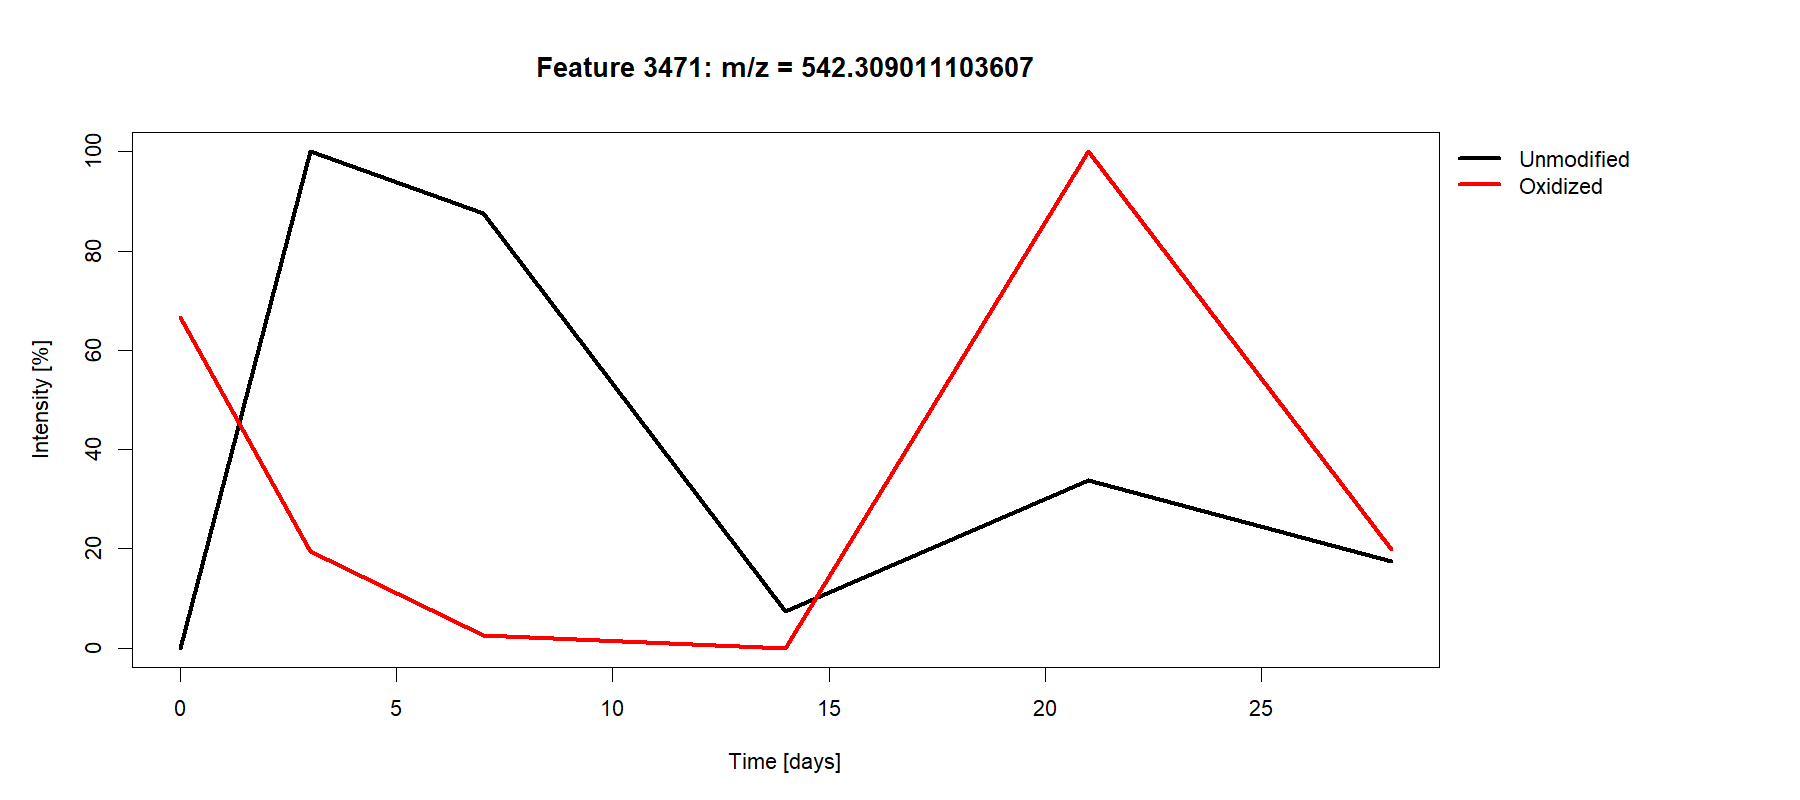 Feature 3471: m/z = 542.309011103607
Unmodified
Oxidized
Intensity [%]
100
80
60
40
20
0
0 5 10 15 20 25
Time [days]